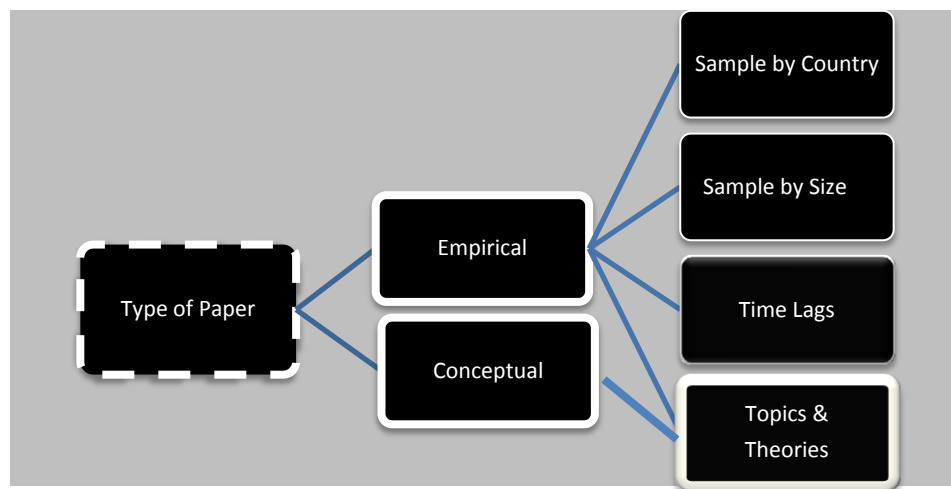 Type of Paper
Empirical
Conceptual
Sample by Country
Sample by Size
Time Lags
Topics &
Theories